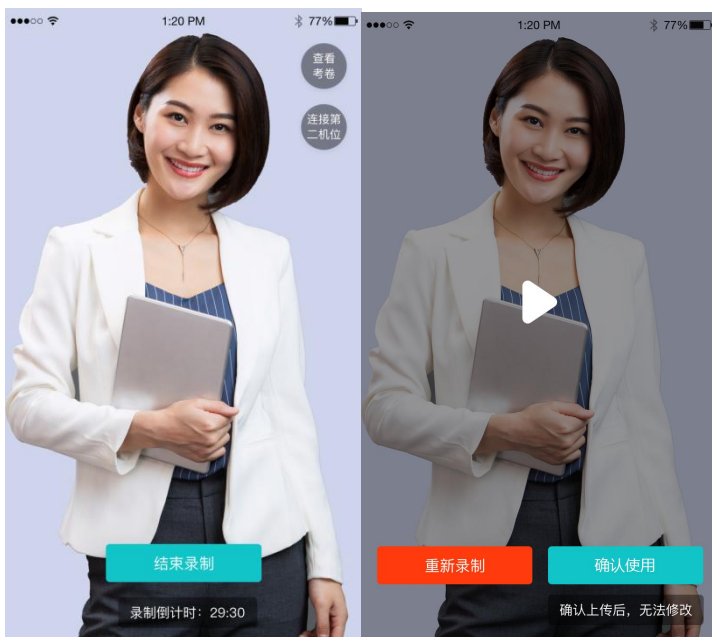 1:20 PM
77%
查看
考卷
连接第
二机位
结束录制
录制倒计时：29:30
1:20 PM
77%
重新录制
确认使用
确认上传后，无法修改